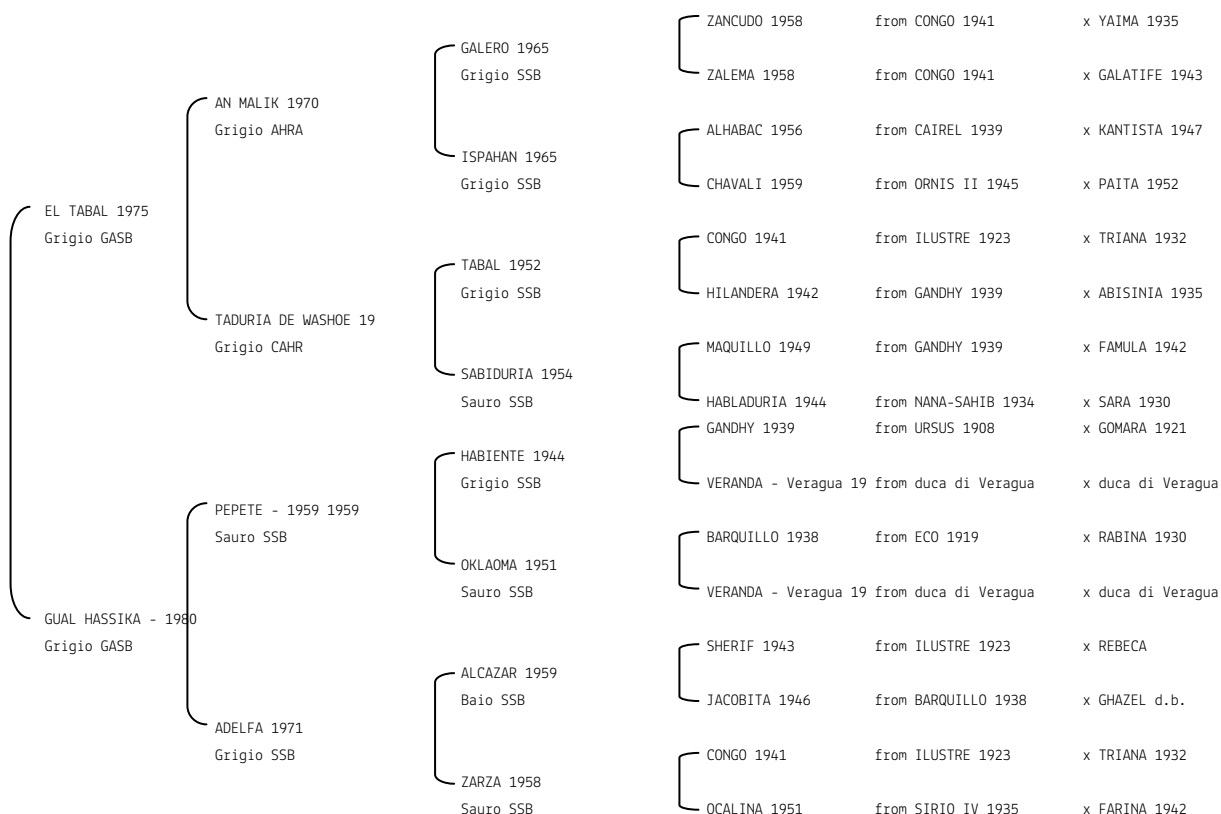 ZANCUDO 1958 from CONGO 1941 x YAIMA 1935
GALERO 1965
Grigio SSB
ZALEMA 1958 from CONGO 1941 x GALATIFE 1943
AN MALIK 1970
Grigio AHRA
ALHABAC 1956 from CAIREL 1939 x KANTISTA 1947
ISPAHAN 1965
Grigio SSB
CHAVALI 1959 from ORNIS II 1945 x PAITA 1952
EL TABAL 1975
Grigio GASB
CONGO 1941 from ILUSTRE 1923 x TRIANA 1932
TABAL 1952
Grigio SSB
HILANDERA 1942 from GANDHY 1939 x ABISINIA 1935
TADURIA DE WASHOE 19
Grigio CAHR
MAQUILLO 1949 from GANDHY 1939 x FAMULA 1942
SABIDURIA 1954
Sauro SSB
HABLADURIA 1944 from NANA-SAHIB 1934 x SARA 1930
GANDHY 1939 from URSUS 1908 x GOMARA 1921
HABIENTE 1944
Grigio SSB
VERANDA - Veragua 19 from duca di Veragua x duca di Veragua
PEPETE - 1959 1959
Sauro SSB
BARQUILLO 1938 from ECO 1919 x RABINA 1930
OKLAOMA 1951
Sauro SSB
VERANDA - Veragua 19 from duca di Veragua x duca di Veragua
GUAL HASSIKA - 1980
Grigio GASB
SHERIF 1943 from ILUSTRE 1923 x REBECA
ALCAZAR 1959
Baio SSB
JACOBITA 1946 from BARQUILLO 1938 x GHAZEL d.b.
ADELFA 1971
Grigio SSB
CONGO 1941 from ILUSTRE 1923 x TRIANA 1932
ZARZA 1958
Sauro SSB
OCALINA 1951 from SIRIO IV 1935 x FARINA 1942